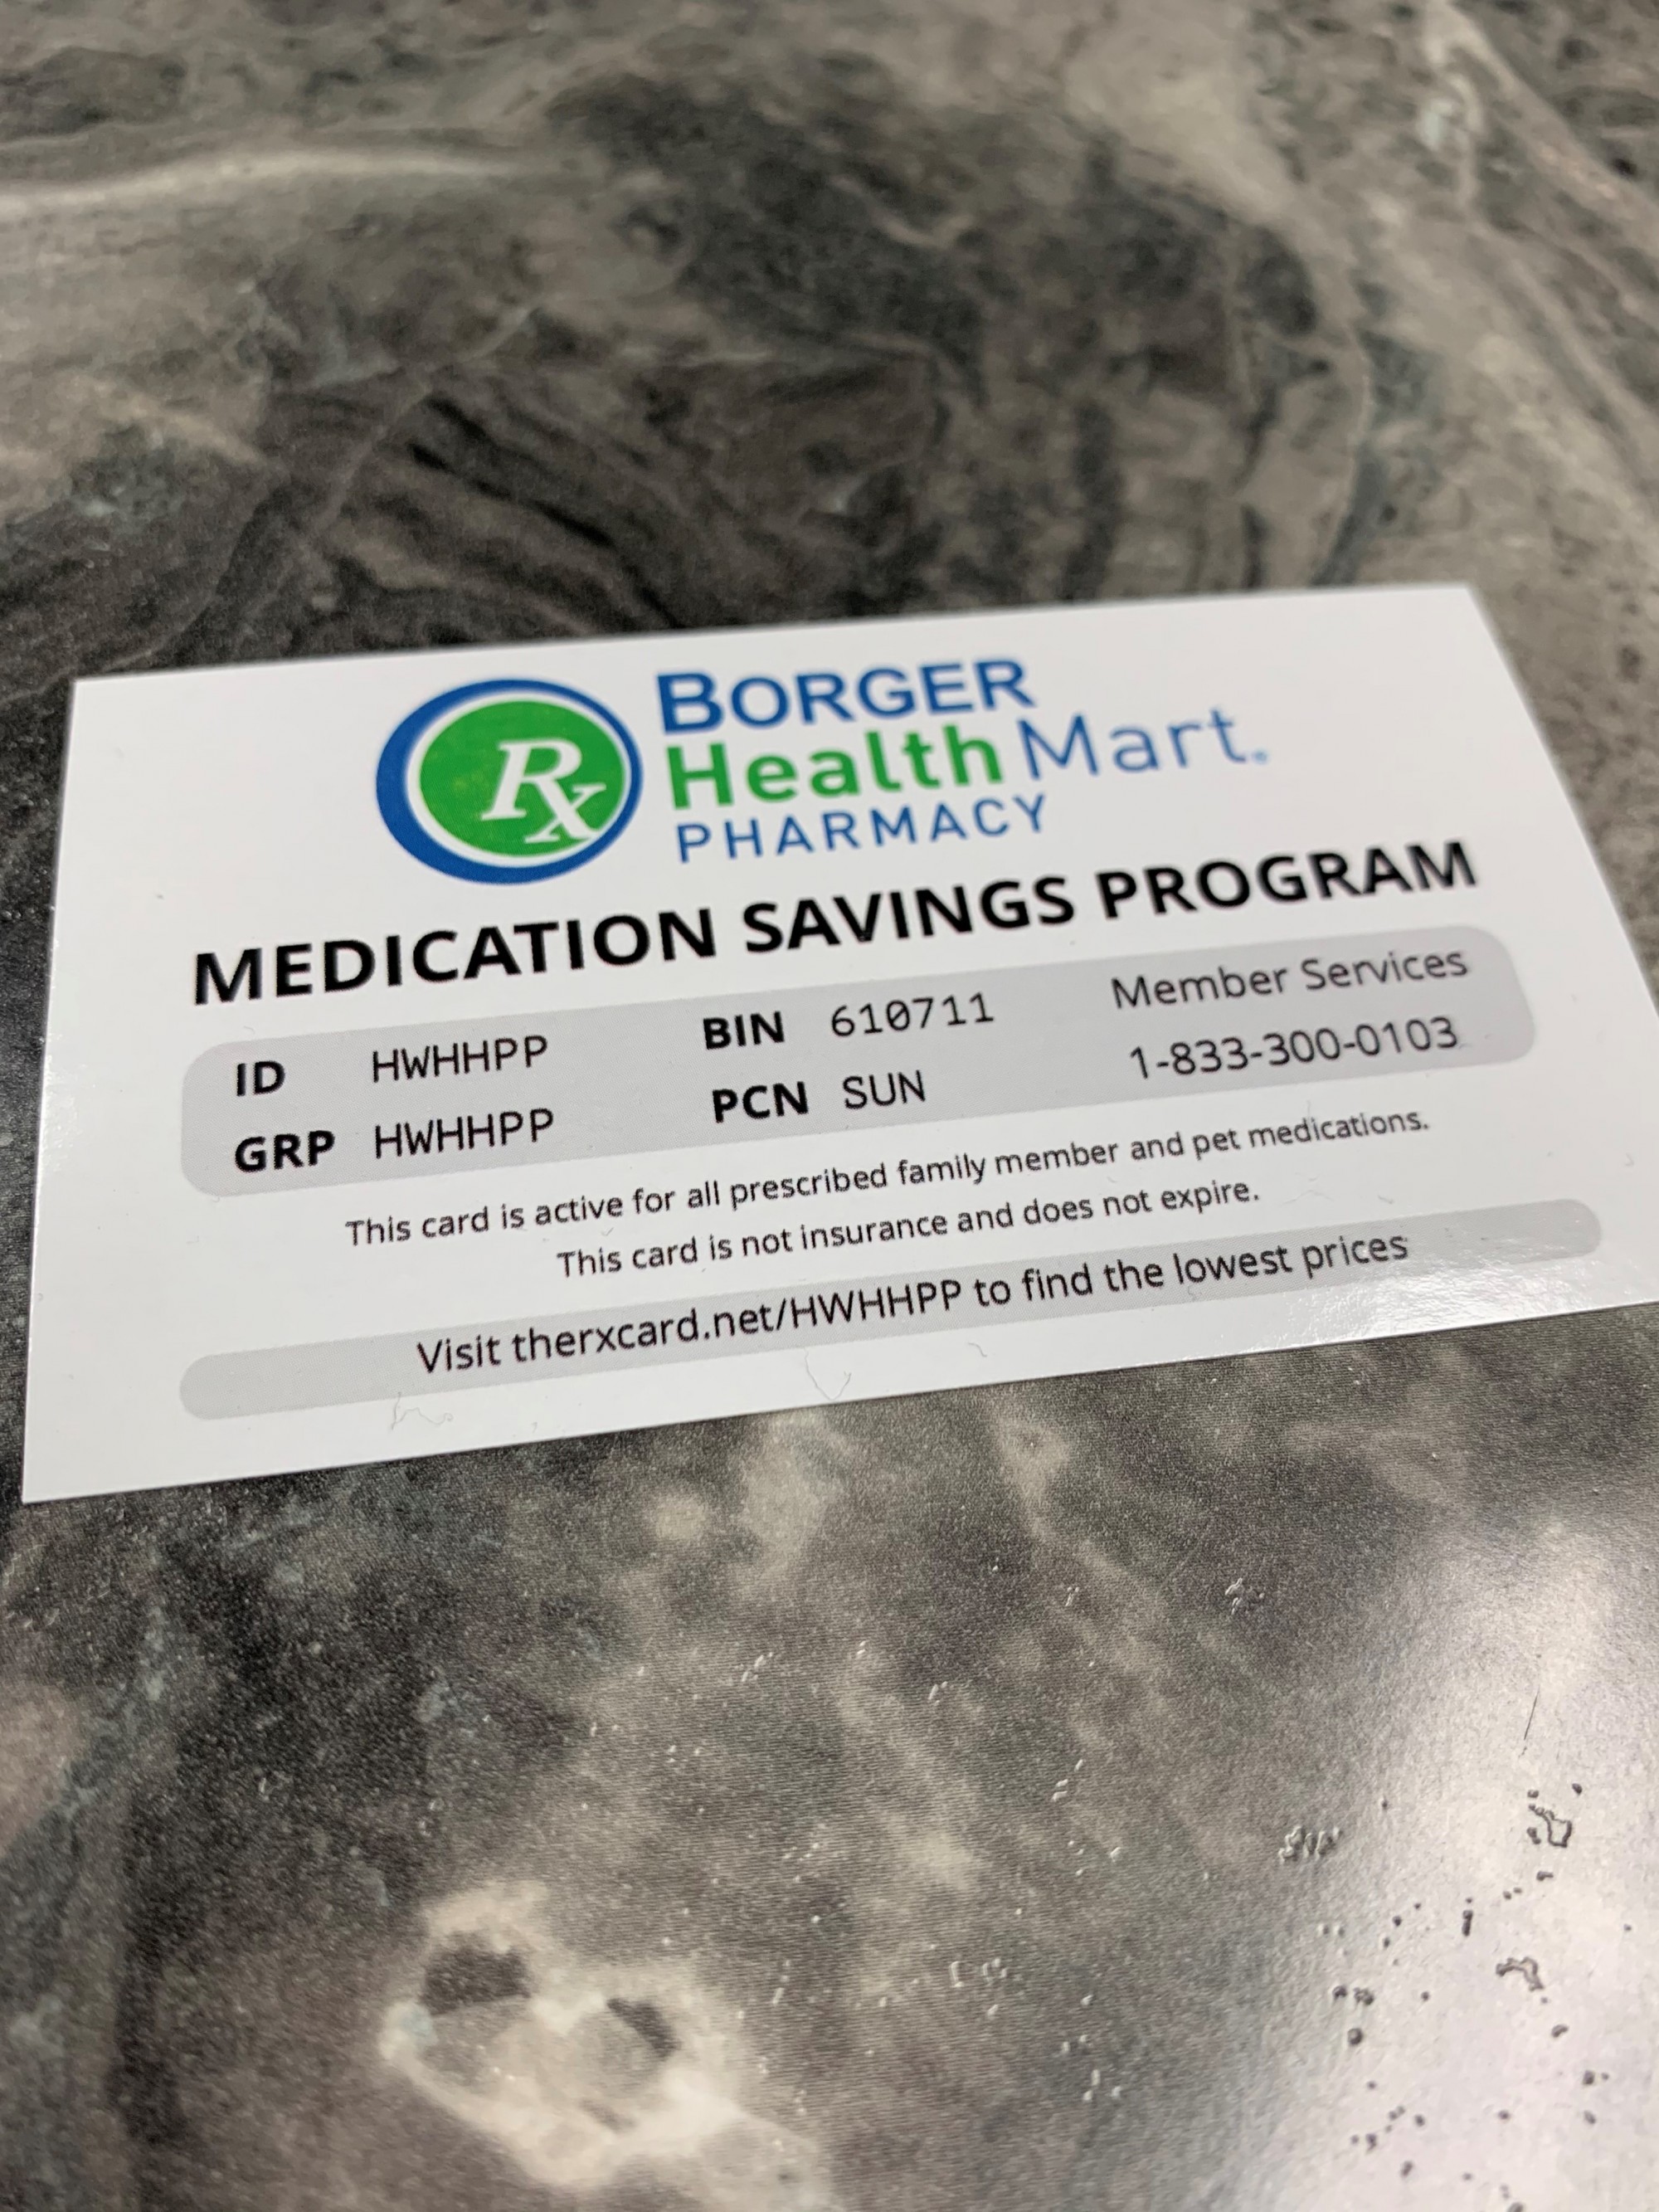 Rx
BORGER
Health Mart.
PHARMACY
MEDICATION SAVINGS PROGRAM
ID HWHHPP BIN 610711 Member Services
GRP HWHHPP PCN SUN 1-833-300-0103
This card is active for all prescribed family member and pet medications.
This card is not insurance and does not expire.
Visit therxcard.net/HWHHPP to find the lowest prices